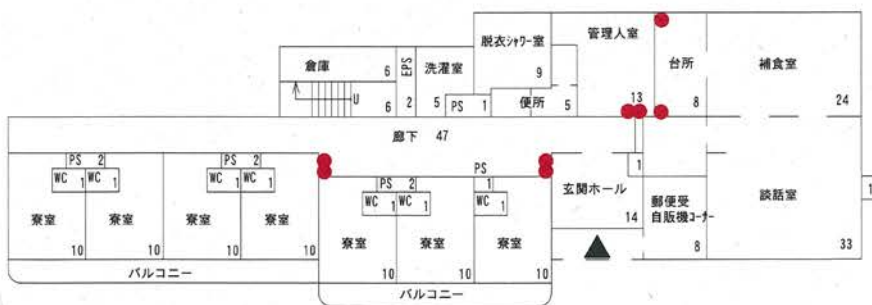 脱衣シャワー室
9
管理人室
13
台所
8
補食室
24
倉庫
6
EPS
2
洗濯室
5
PS
1
便所
5
U
6
廊下 47
PS 2
WC 1
WC 1
PS 2
WC 1
WC 1
PS
PS 2
WC 1
WC 1
1
WC 1
1
玄関ホール
14
郵便受
自販機コーナー
8
談話室
33
1
寮室
10
寮室
10
寮室
10
寮室
10
寮室
10
寮室
10
寮室
10
バルコニー
バルコニー